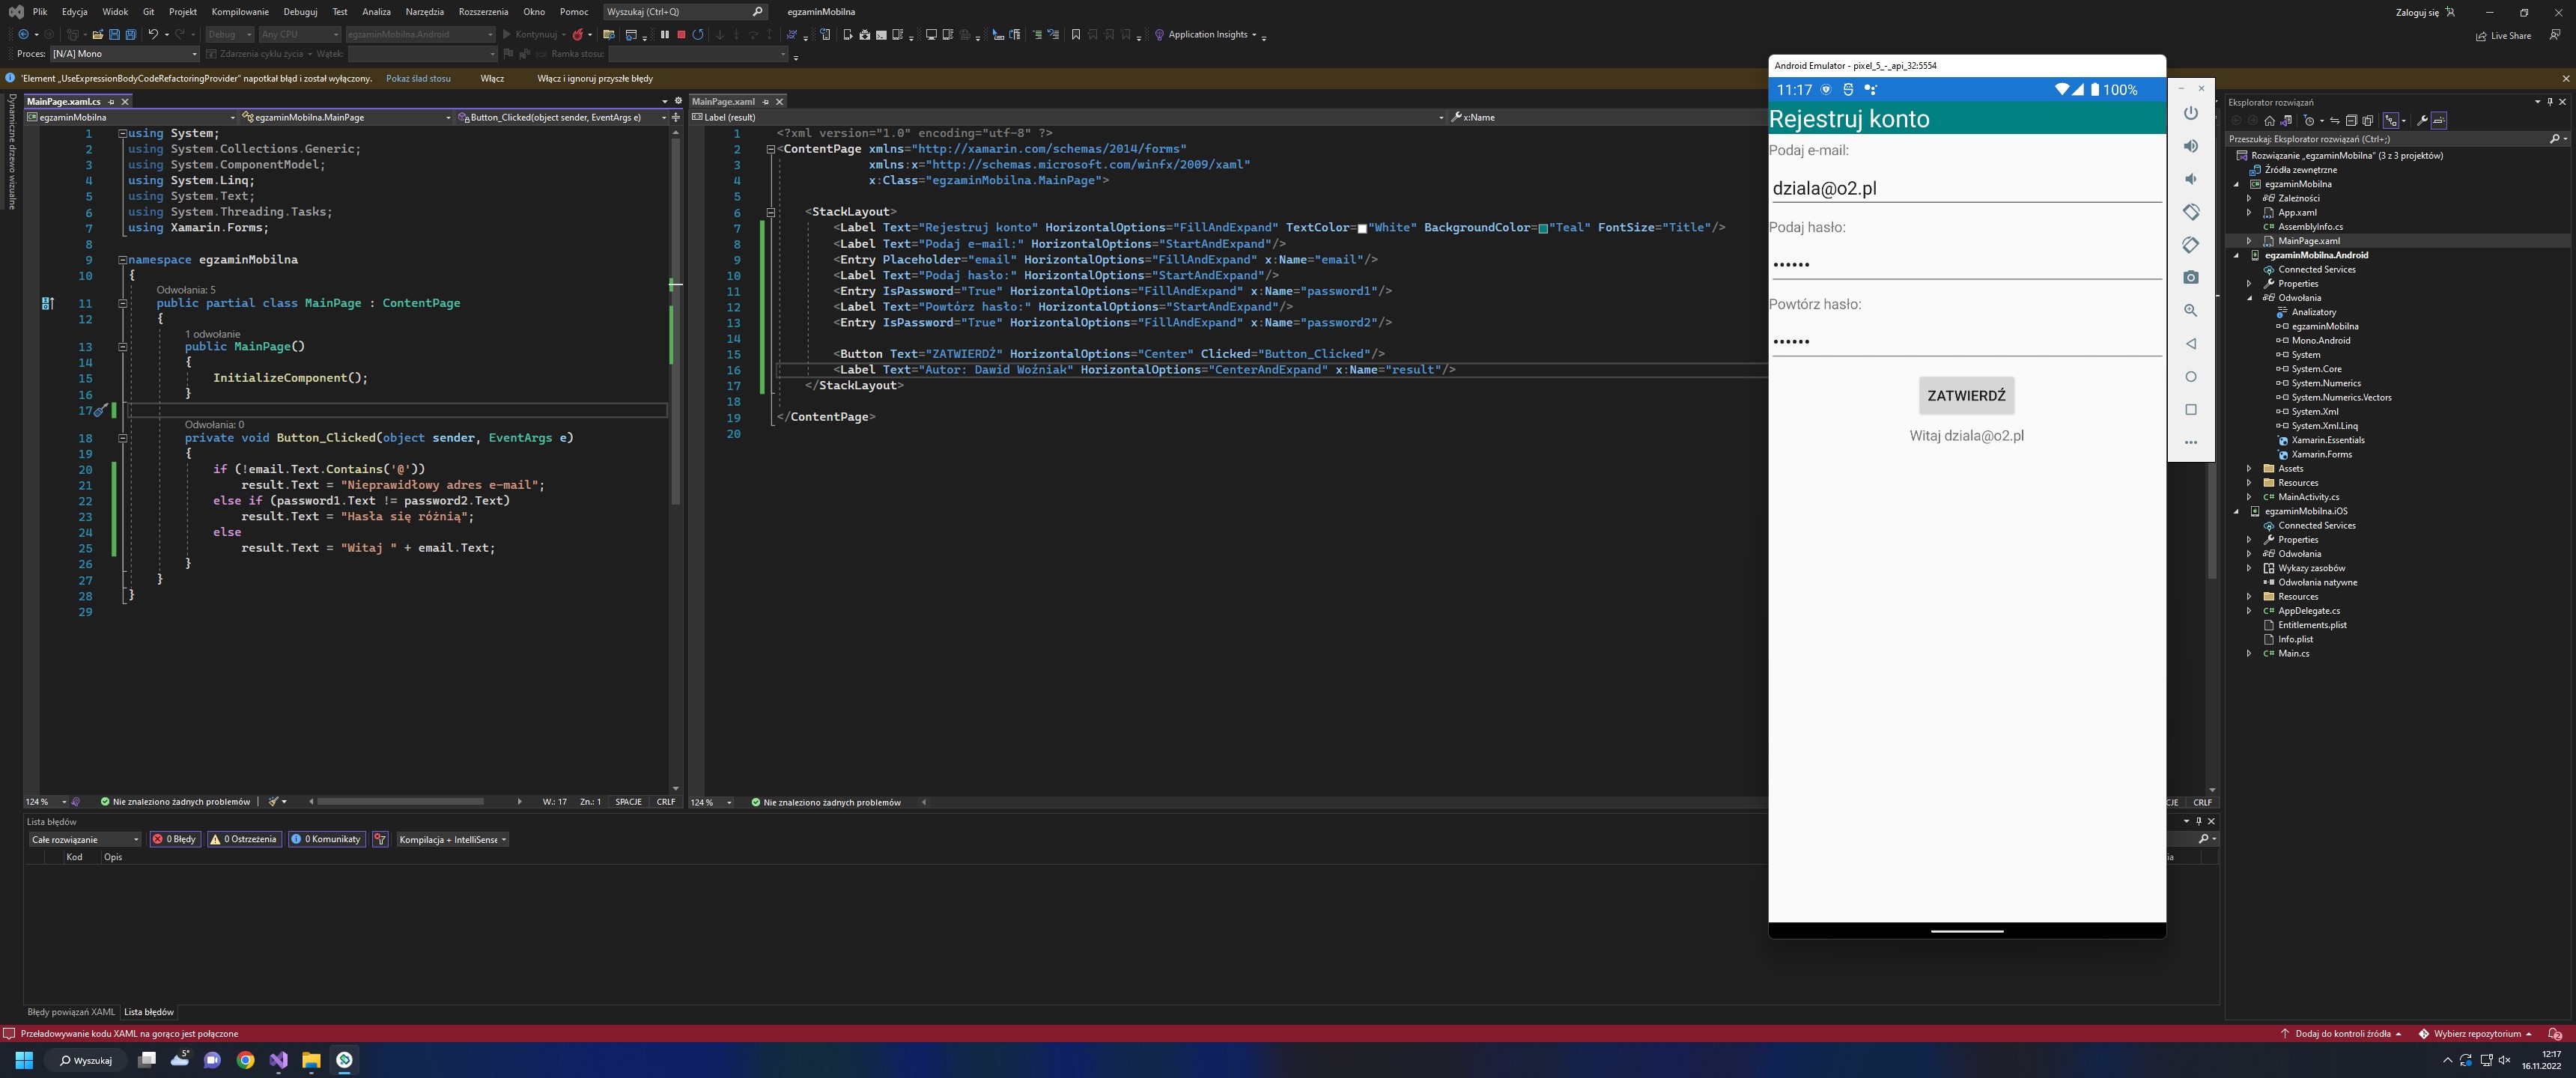 Plik Edycja Widok Git Projekt Kompilowanie Debuguj Test Analiza Narzędzia Rozszerzenia Okno Pomoc Wyszukaj (Ctrl+Q) egzaminMobilna Zaloguj się
Debug Any CPU egzaminMobilna.Android Kontynuuj Application Insights Live Share
Proces: [N/A] Mono Zdarzenia cyklu życia Wątek: Ramka stosu:
'Element „UseExpressionBodyCodeRefactoringProvider" napotkał błąd i został wyłączony. Pokaż ślad stosu Włącz Włącz i ignoruj przyszłe błędy
Dynamiczne drzewo wizualne
MainPage.xaml.cs
egzaminMobilna egzaminMobilna.MainPage Button_Clicked(object sender, EventArgs e)
1 using System;
2 using System.Collections.Generic;
3 using System.ComponentModel;
4 using System.Linq;
5 using System.Text;
6 using System.Threading.Tasks;
7 using Xamarin.Forms;
8
9 namespace egzaminMobilna
10 {
Odwołania: 5
11 public partial class MainPage : ContentPage
12 {
1 odwołanie
13 public MainPage()
14 {
15 InitializeComponent();
16 }
17
Odwołania: 0
18 private void Button_Clicked(object sender, EventArgs e)
19 {
20 if (!email.Text.Contains('@'))
21 result.Text = "Nieprawidłowy adres e-mail";
22 else if (password1.Text != password2.Text)
23 result.Text = "Hasła się różnią";
24 else
25 result.Text = "Witaj " + email.Text;
26 }
27 }
28 }
29
124 % Nie znaleziono żadnych problemów W.: 17 Zn.: 1 SPACJE CRLF
MainPage.xaml
Label (result) x:Name
1 <?xml version="1.0" encoding="utf-8" ?>
2 <ContentPage xmlns="http://xamarin.com/schemas/2014/forms"
3 xmlns:x="http://schemas.microsoft.com/winfx/2009/xaml"
4 x:Class="egzaminMobilna.MainPage">
5
6 <StackLayout>
7 <Label Text="Rejestruj konto" HorizontalOptions="FillAndExpand" TextColor="White" BackgroundColor="Teal" FontSize="Title"/>
8 <Label Text="Podaj e-mail:" HorizontalOptions="StartAndExpand"/>
9 <Entry Placeholder="email" HorizontalOptions="FillAndExpand" x:Name="email"/>
10 <Label Text="Podaj hasło:" HorizontalOptions="StartAndExpand"/>
11 <Entry IsPassword="True" HorizontalOptions="FillAndExpand" x:Name="password1"/>
12 <Label Text="Powtórz hasło:" HorizontalOptions="StartAndExpand"/>
13 <Entry IsPassword="True" HorizontalOptions="FillAndExpand" x:Name="password2"/>
14
15 <Button Text="ZATWIERDŹ" HorizontalOptions="Center" Clicked="Button_Clicked"/>
16 <Label Text="Autor: Dawid Woźniak" HorizontalOptions="CenterAndExpand" x:Name="result"/>
17 </StackLayout>
18
19 </ContentPage>
20
124 % Nie znaleziono żadnych problemów CJE CRLF
Android Emulator - pixel_5_-_api_32:5554
11:17 100%
Rejestruj konto
Podaj e-mail:
dziala@o2.pl
Podaj hasło:
••••••
Powtórz hasło:
••••••
ZATWIERDŹ
Witaj dziala@o2.pl
Eksplorator rozwiązań
Przeszukaj: Eksplorator rozwiązań (Ctrl+;)
Rozwiązanie „egzaminMobilna" (3 z 3 projektów)
Źródła zewnętrzne
egzaminMobilna
Zależności
App.xaml
AssemblyInfo.cs
MainPage.xaml
egzaminMobilna.Android
Connected Services
Properties
Odwołania
Analizatory
egzaminMobilna
Mono.Android
System
System.Core
System.Numerics
System.Numerics.Vectors
System.Xml
System.Xml.Linq
Xamarin.Essentials
Xamarin.Forms
Assets
Resources
MainActivity.cs
egzaminMobilna.iOS
Connected Services
Properties
Odwołania
Wykazy zasobów
Odwołania natywne
Resources
AppDelegate.cs
Entitlements.plist
Info.plist
Main.cs
Lista błędów
Całe rozwiązanie 0 Błędy 0 Ostrzeżenia 0 Komunikaty Kompilacja + IntelliSense
Kod Opis
Błędy powiązań XAML Lista błędów
Przeładowywanie kodu XAML na gorąco jest połączone Dodaj do kontroli źródła Wybierz repozytorium
Wyszukaj 5° 12:17
16.11.2022